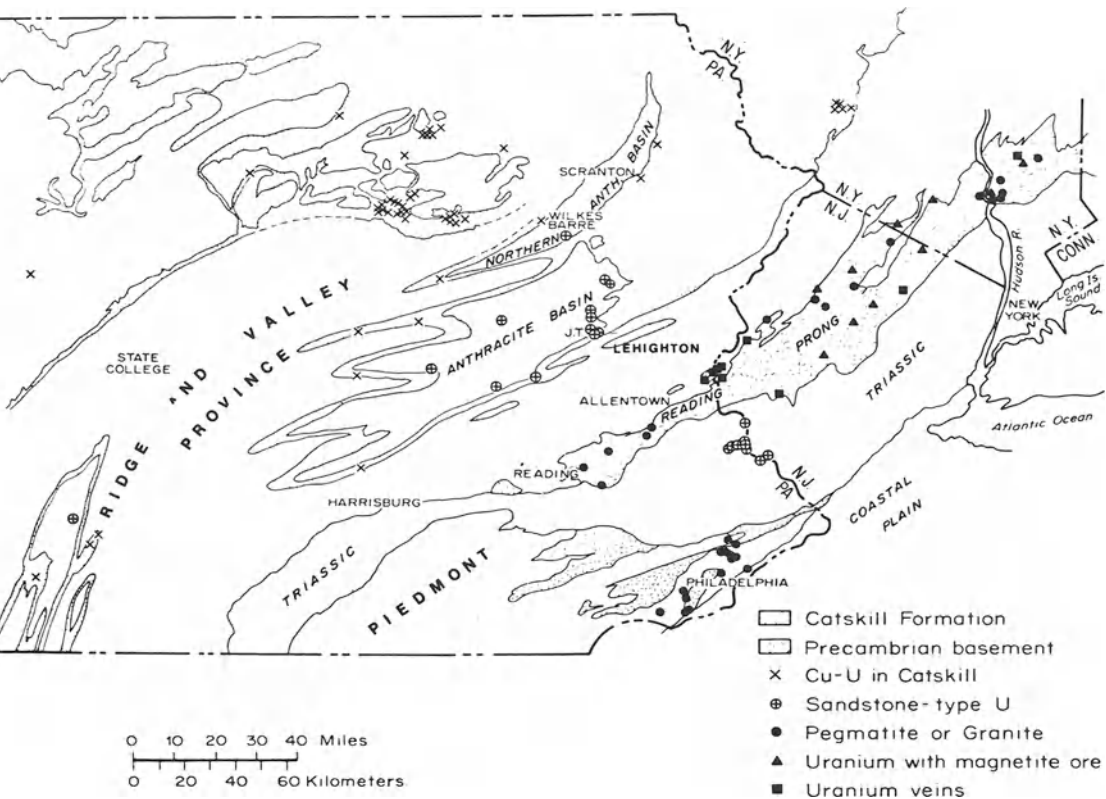 N.Y.
PA.
SCRANTON
ANTH. BASIN
WILKES
BARRE
NORTHERN
N.Y.
N.J.
N.Y.
CONN
Hudson R.
Long Is.
Sound
NEW
YORK
RIDGE AND VALLEY
PROVINCE
STATE
COLLEGE
ANTHRACITE BASIN
J.T.
LEHIGHTON
PRONG
TRIASSIC
ALLENTOWN
READING
Atlantic Ocean
READING
N.J.
PA
HARRISBURG
COASTAL
PLAIN
TRIASSIC
PIEDMONT
PHILADELPHIA
Catskill Formation
Precambrian basement
Cu-U in Catskill
Sandstone-type U
Pegmatite or Granite
Uranium with magnetite ore
Uranium veins
0 10 20 30 40 Miles
0 20 40 60 Kilometers